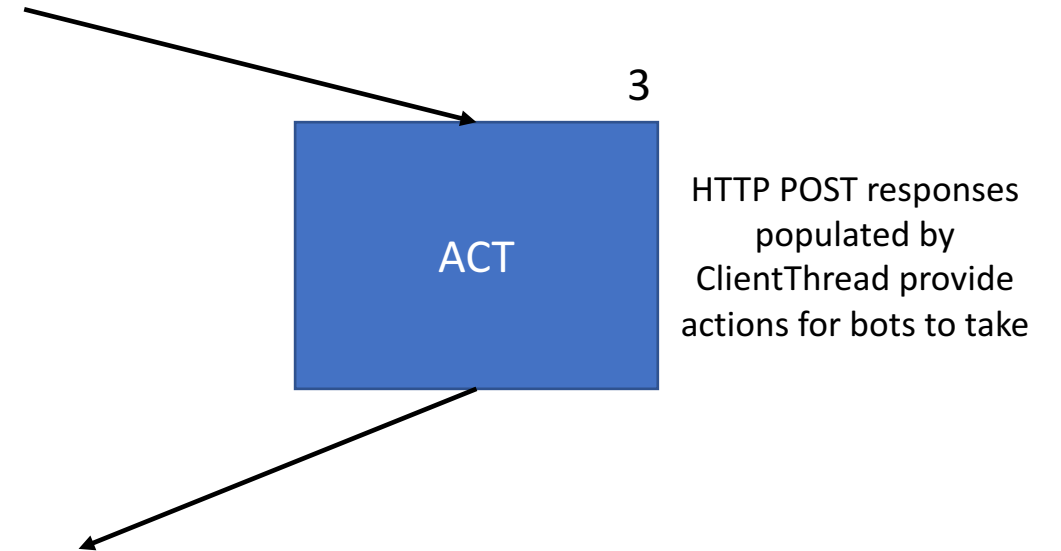 3
ACT
HTTP POST responses
populated by
ClientThread provide
actions for bots to take